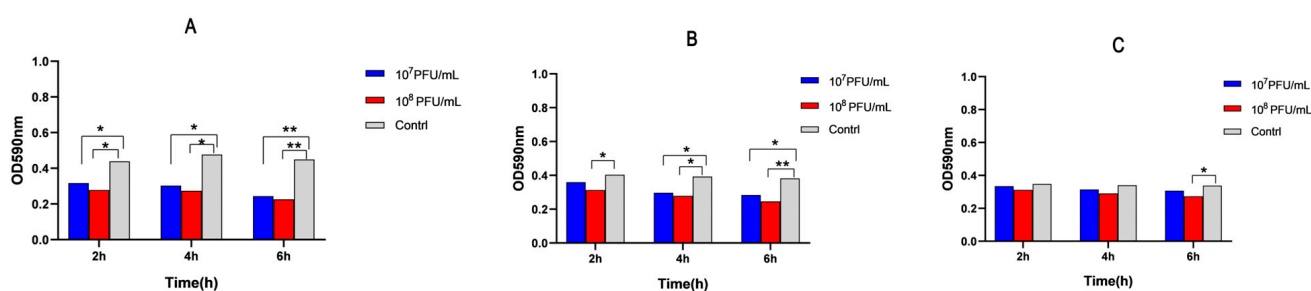 A
OD590nm
1.0
0.8
0.6
0.4
0.2
0.0
*
*
*
*
**
**
2h
4h
6h
Time(h)
10⁷PFU/mL
10⁸ PFU/mL
Contrl
B
OD590nm
1.0
0.8
0.6
0.4
0.2
0.0
*
*
*
*
**
2h
4h
6h
Time(h)
10⁷PFU/mL
10⁸ PFU/mL
Contrl
C
OD590nm
1.0
0.8
0.6
0.4
0.2
0.0
*
2h
4h
6h
Time(h)
10⁷PFU/mL
10⁸ PFU/mL
Contrl